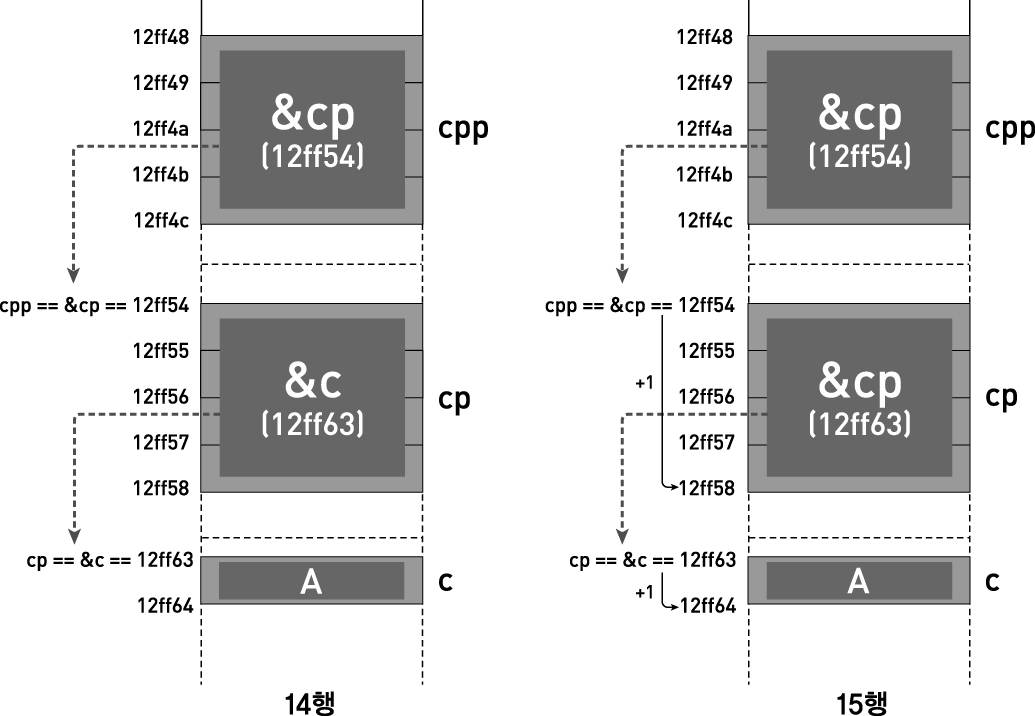 12ff48
12ff49
12ff4a
12ff4b
12ff4c
&cp
(12ff54)
cpp
cpp == &cp == 12ff54
12ff55
12ff56
12ff57
12ff58
&c
(12ff63)
cp
cp == &c == 12ff63
12ff64
A
c
14행
12ff48
12ff49
12ff4a
12ff4b
12ff4c
&cp
(12ff54)
cpp
cpp == &cp == 12ff54
12ff55
+1
12ff56
12ff57
12ff58
&cp
(12ff63)
cp
cp == &c == 12ff63
+1
12ff64
A
c
15행